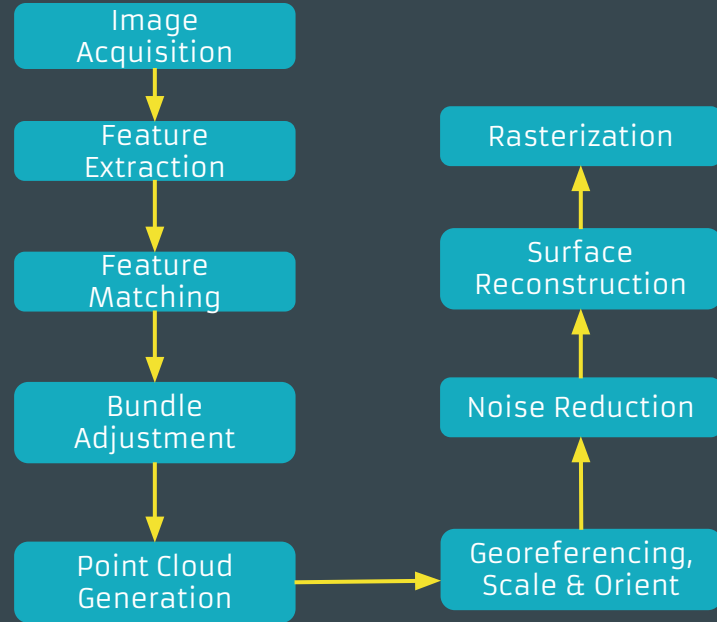 Image
Acquisition
Feature
Extraction
Feature
Matching
Bundle
Adjustment
Point Cloud
Generation
Georeferencing,
Scale & Orient
Noise Reduction
Surface
Reconstruction
Rasterization